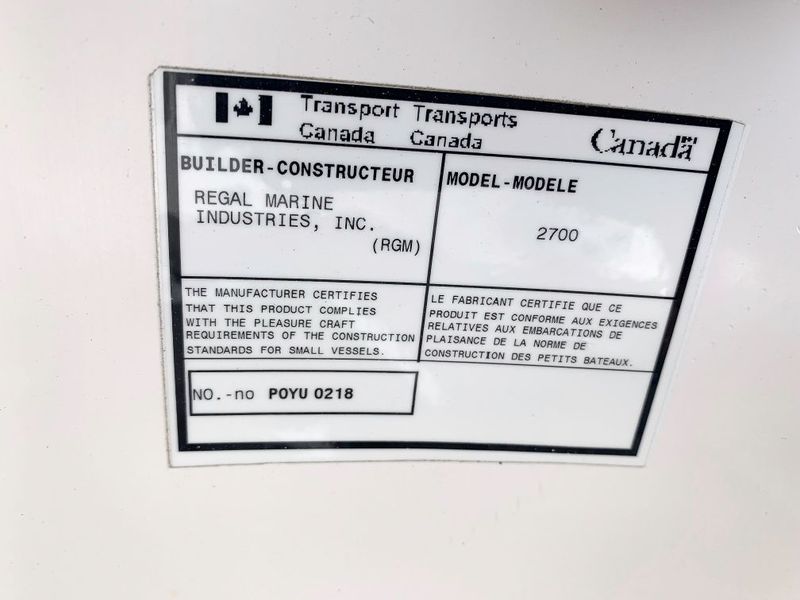 Transport Transports
Canada Canada
Canada
BUILDER-CONSTRUCTEUR
REGAL MARINE
INDUSTRIES, INC.
(RGM)
MODEL-MODELE
2700
THE MANUFACTURER CERTIFIES
THAT THIS PRODUCT COMPLIES
WITH THE PLEASURE CRAFT
REQUIREMENTS OF THE CONSTRUCTION
STANDARDS FOR SMALL VESSELS.
LE FABRICANT CERTIFIE QUE CE
PRODUIT EST CONFORME AUX EXIGENCES
RELATIVES AUX EMBARCATIONS DE
PLAISANCE DE LA NORME DE
CONSTRUCTION DES PETITS BATEAUX.
NO.-no POYU 0218